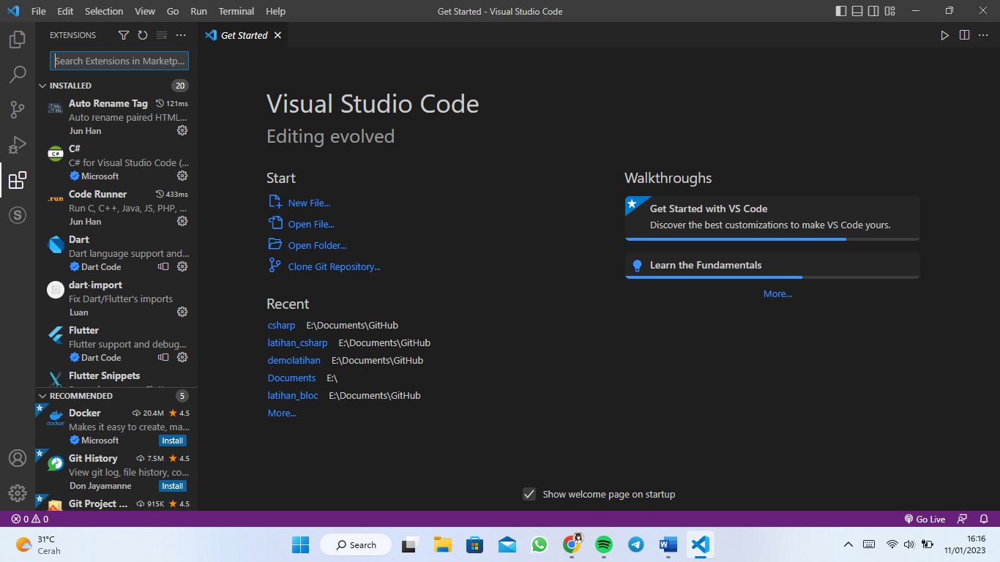 File Edit Selection View Go Run Terminal Help
Get Started - Visual Studio Code
EXTENSIONS
Search Extensions in Marketp...
INSTALLED 20
Auto Rename Tag 121ms
Auto rename paired HTML...
Jun Han
C#
C# for Visual Studio Code (...
Microsoft
Code Runner 433ms
Run C, C++, Java, JS, PHP, ...
Jun Han
Dart
Dart language support and...
Dart Code
dart-import
Fix Dart/Flutter's imports
Luan
Flutter
Flutter support and debug...
Dart Code
Flutter Snippets
RECOMMENDED 5
Docker 20.4M 4.5
Makes it easy to create, ma...
Microsoft Install
Git History 7.5M 4.5
View git log, file history, co...
Don Jayamanne Install
Git Project ... 915K 4.5
Get Started
Visual Studio Code
Editing evolved
Start
New File...
Open File...
Open Folder...
Clone Git Repository...
Recent
csharp E:\Documents\GitHub
latihan_csharp E:\Documents\GitHub
demolatihan E:\Documents\GitHub
Documents E:\
latihan_bloc E:\Documents\GitHub
More...
Walkthroughs
Get Started with VS Code
Discover the best customizations to make VS Code yours.
Learn the Fundamentals
More...
Show welcome page on startup
0 0
Go Live
31°C
Cerah
Search
16:16
11/01/2023